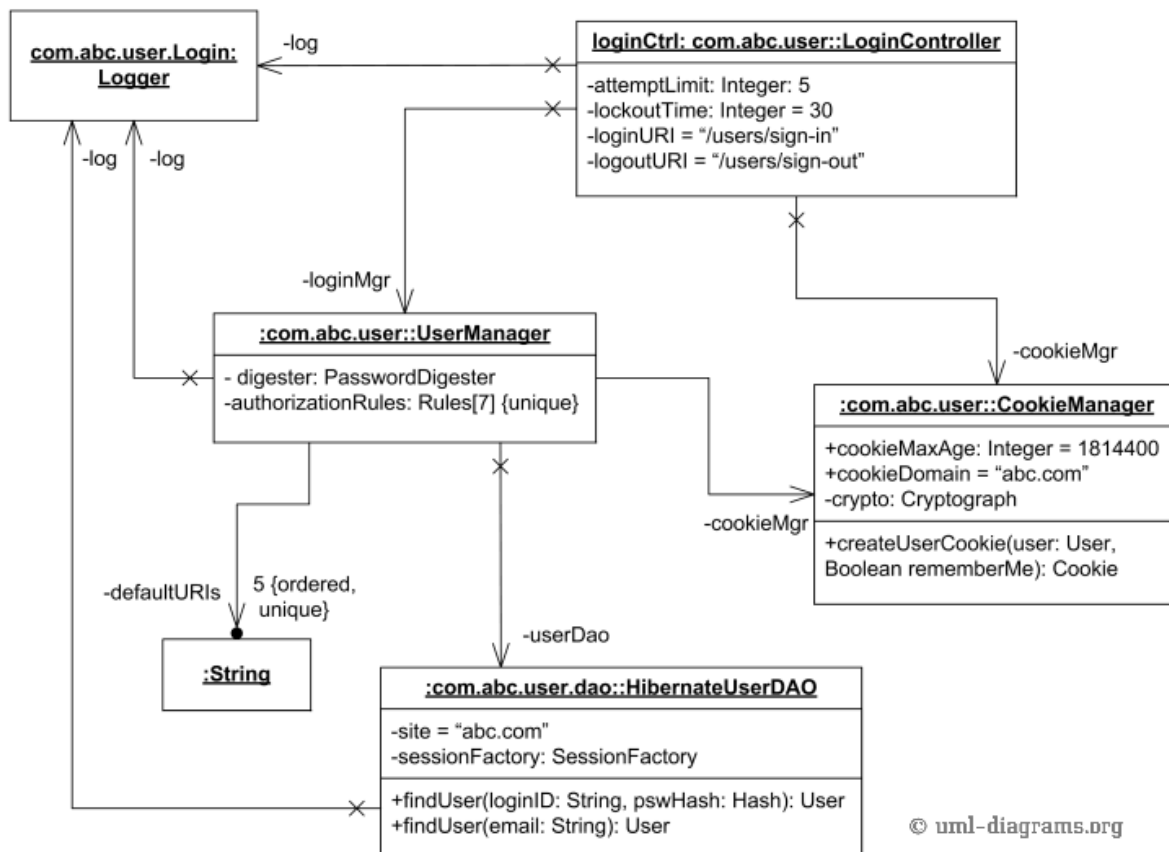 com.abc.user.Login:
Logger
-log
loginCtrl: com.abc.user::LoginController
-attemptLimit: Integer: 5
-lockoutTime: Integer = 30
-loginURI = “/users/sign-in”
-logoutURI = “/users/sign-out”
-log
-log
-loginMgr
:com.abc.user::UserManager
- digester: PasswordDigester
-authorizationRules: Rules[7] {unique}
-cookieMgr
:com.abc.user::CookieManager
+cookieMaxAge: Integer = 1814400
+cookieDomain = “abc.com”
-crypto: Cryptograph
+createUserCookie(user: User,
Boolean rememberMe): Cookie
-cookieMgr
-defaultURIs
5 {ordered,
unique}
:String
-userDao
:com.abc.user.dao::HibernateUserDAO
-site = “abc.com”
-sessionFactory: SessionFactory
+findUser(loginID: String, pswHash: Hash): User
+findUser(email: String): User
© uml-diagrams.org